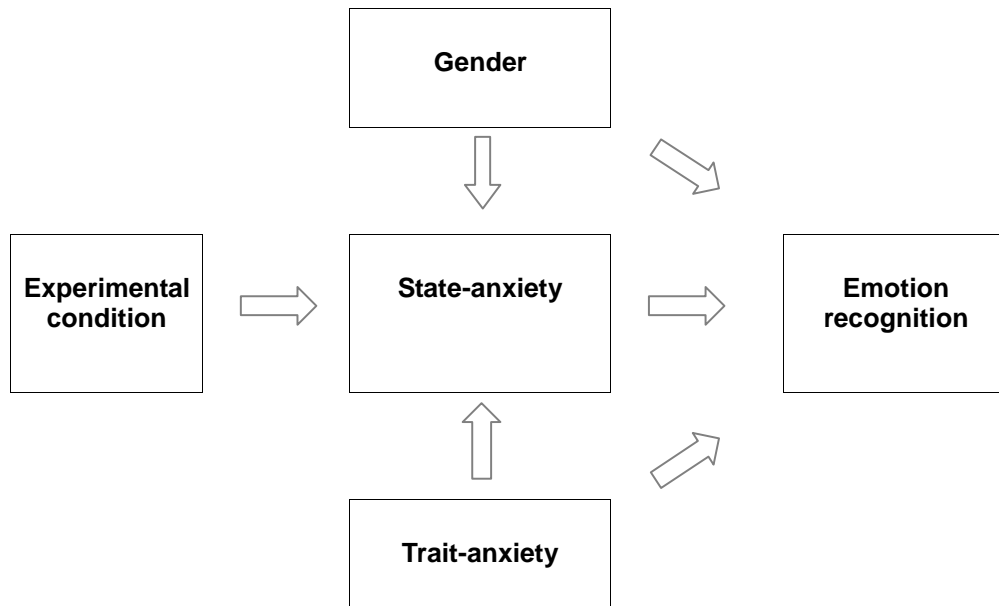 Gender
Experimental
condition
State-anxiety
Emotion
recognition
Trait-anxiety